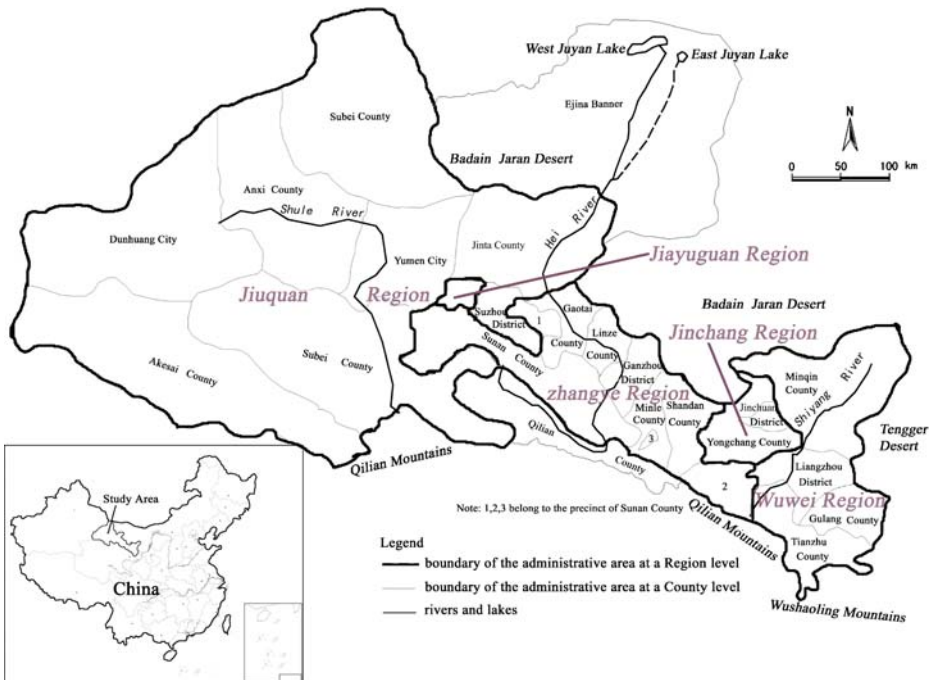 West Juyan Lake
East Juyan Lake
Ejina Banner
Subei County
N
Badain Jaran Desert
0 50 100 km
Anxi County
Shule River
Dunhuang City
Hei River
Yumen City
Jinta County
Jiayuguan Region
Jiuquan Region
Badain Jaran Desert
Suzhou
District
1
Gaotai
County
Linze
County
Jinchang Region
Sunan County
Ganzhou
District
Akesai County
Subei County
zhangye Region
Minqin
County
Shiyang River
Jinchuan
District
Minle
County
Shandan
County
3
Yongchang County
Tengger
Desert
Qilian
County
Qilian Mountains
Liangzhou
District
2
Wuwei Region
Qilian Mountains
Gulang County
Tianzhu
County
Wushaoling Mountains
Note: 1,2,3 belong to the precinct of Sunan County
Legend
boundary of the administrative area at a Region level
boundary of the administrative area at a County level
rivers and lakes
Study Area
China